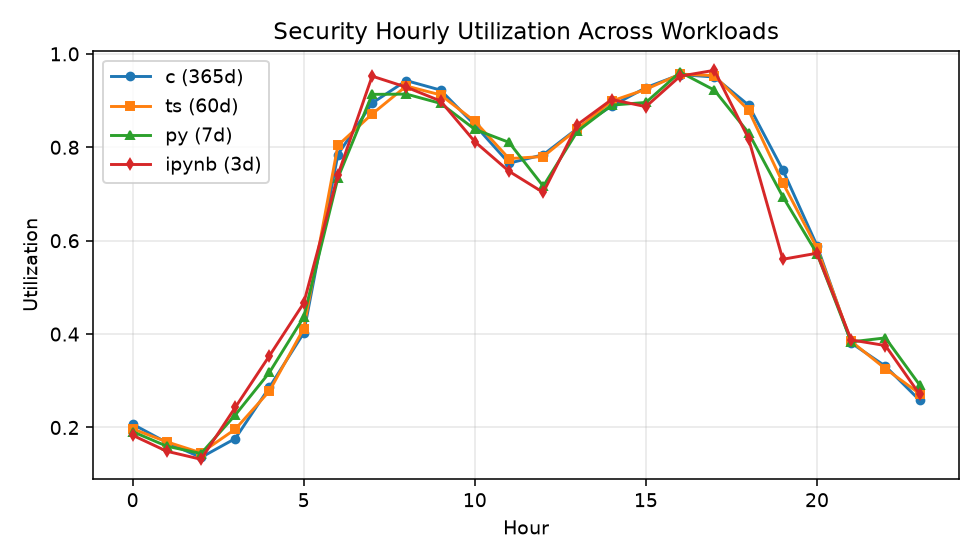 Security Hourly Utilization Across Workloads
c (365d)
ts (60d)
py (7d)
ipynb (3d)
Utilization
1.0
0.8
0.6
0.4
0.2
0 5 10 15 20
Hour